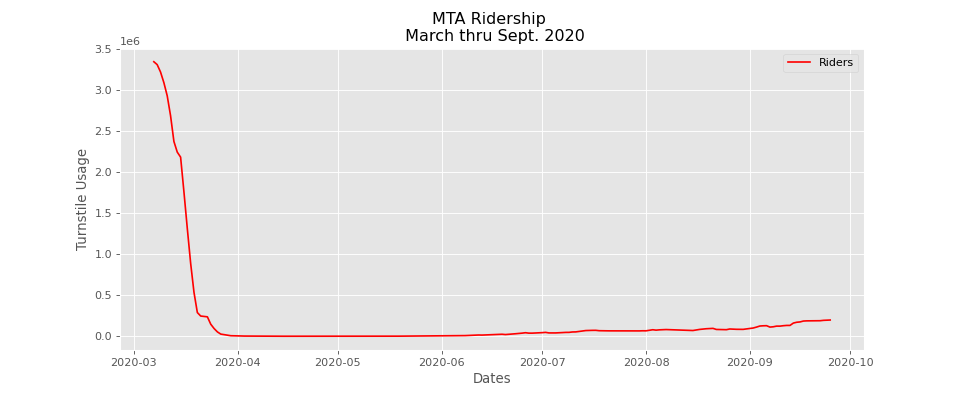 MTA Ridership
March thru Sept. 2020
1e6
Riders
3.5
3.0
2.5
2.0
1.5
1.0
0.5
0.0
Turnstile Usage
2020-03 2020-04 2020-05 2020-06 2020-07 2020-08 2020-09 2020-10
Dates